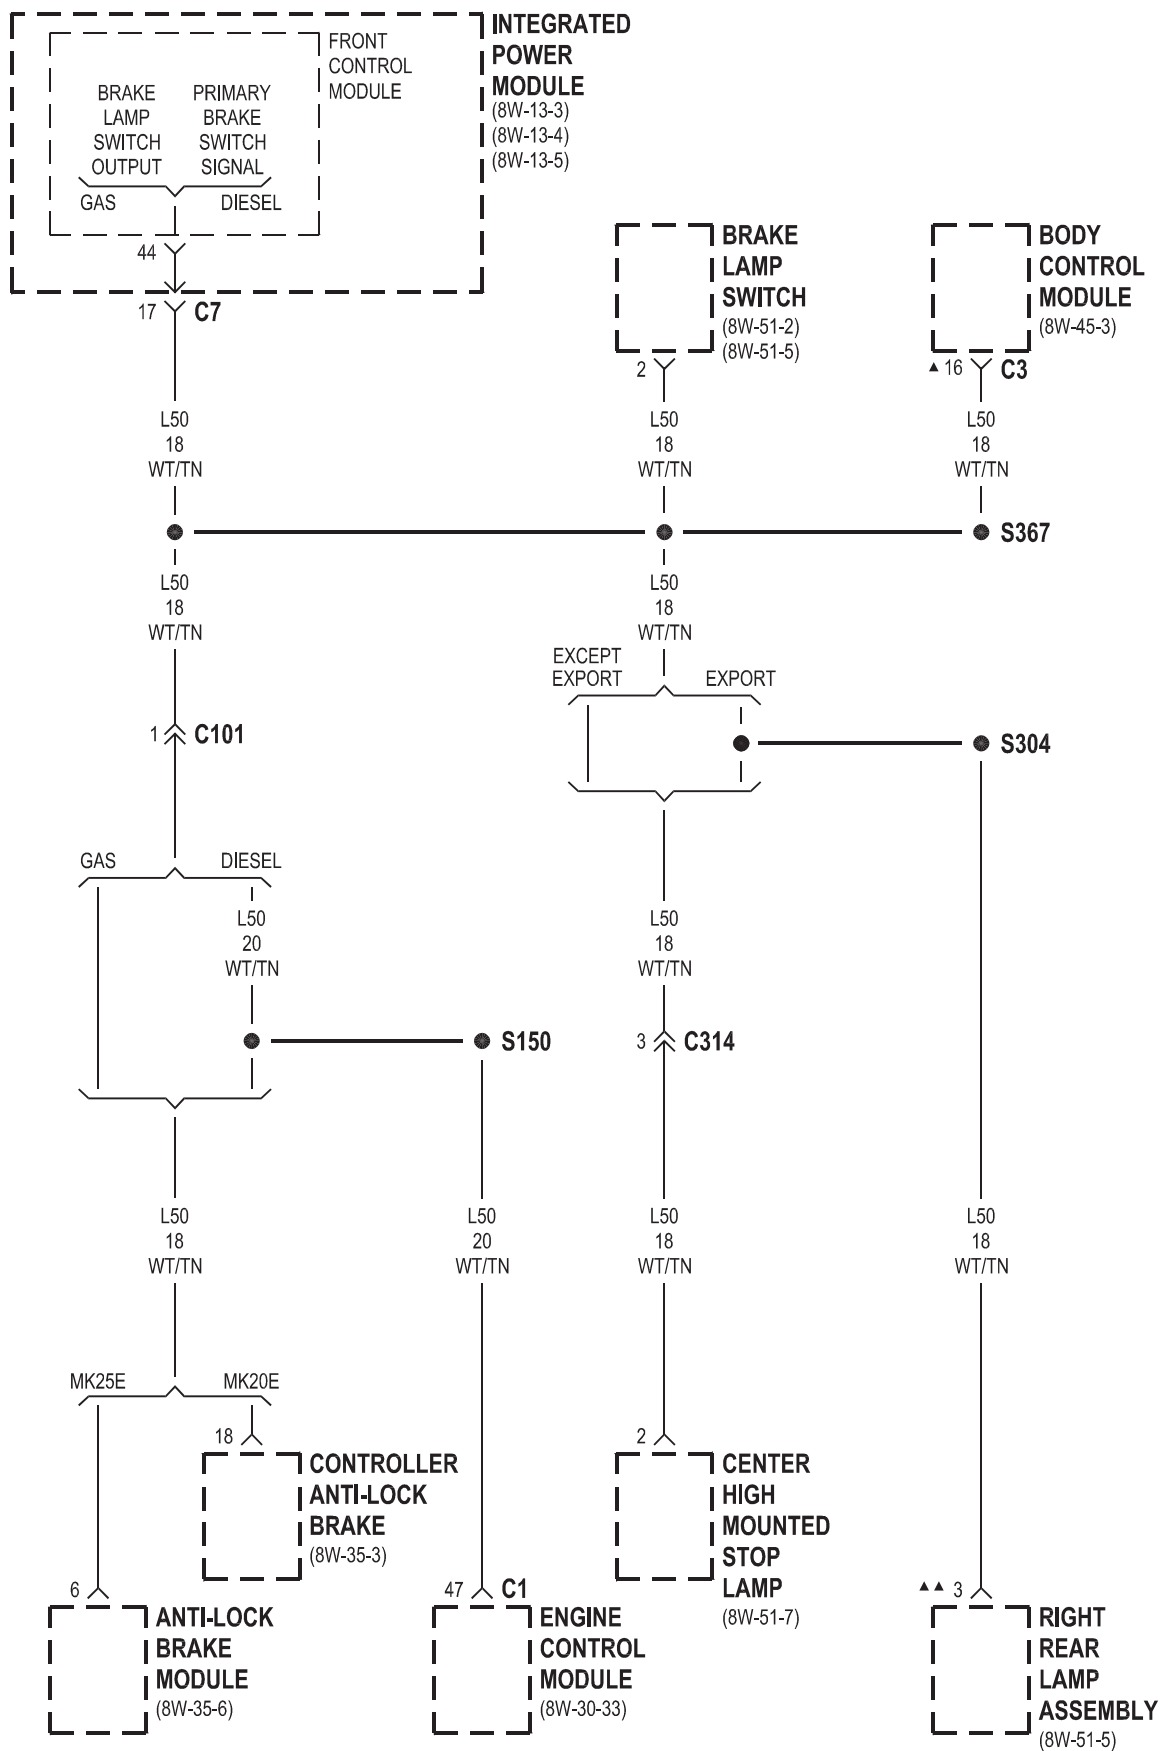 INTEGRATED
POWER
MODULE
(8W-13-3)
(8W-13-4)
(8W-13-5)
FRONT
CONTROL
MODULE
BRAKE
LAMP
SWITCH
OUTPUT
PRIMARY
BRAKE
SWITCH
SIGNAL
GAS
DIESEL
44
17
C7
BRAKE
LAMP
SWITCH
(8W-51-2)
(8W-51-5)
2
BODY
CONTROL
MODULE
(8W-45-3)
▲ 16
C3
L50
18
WT/TN
L50
18
WT/TN
L50
18
WT/TN
S367
L50
18
WT/TN
L50
18
WT/TN
EXCEPT
EXPORT
EXPORT
1
C101
S304
GAS
DIESEL
L50
20
WT/TN
L50
18
WT/TN
S150
3
C314
L50
18
WT/TN
L50
20
WT/TN
L50
18
WT/TN
L50
18
WT/TN
MK25E
MK20E
18
CONTROLLER
ANTI-LOCK
BRAKE
(8W-35-3)
2
CENTER
HIGH
MOUNTED
STOP
LAMP
(8W-51-7)
6
ANTI-LOCK
BRAKE
MODULE
(8W-35-6)
47
C1
ENGINE
CONTROL
MODULE
(8W-30-33)
▲▲ 3
RIGHT
REAR
LAMP
ASSEMBLY
(8W-51-5)